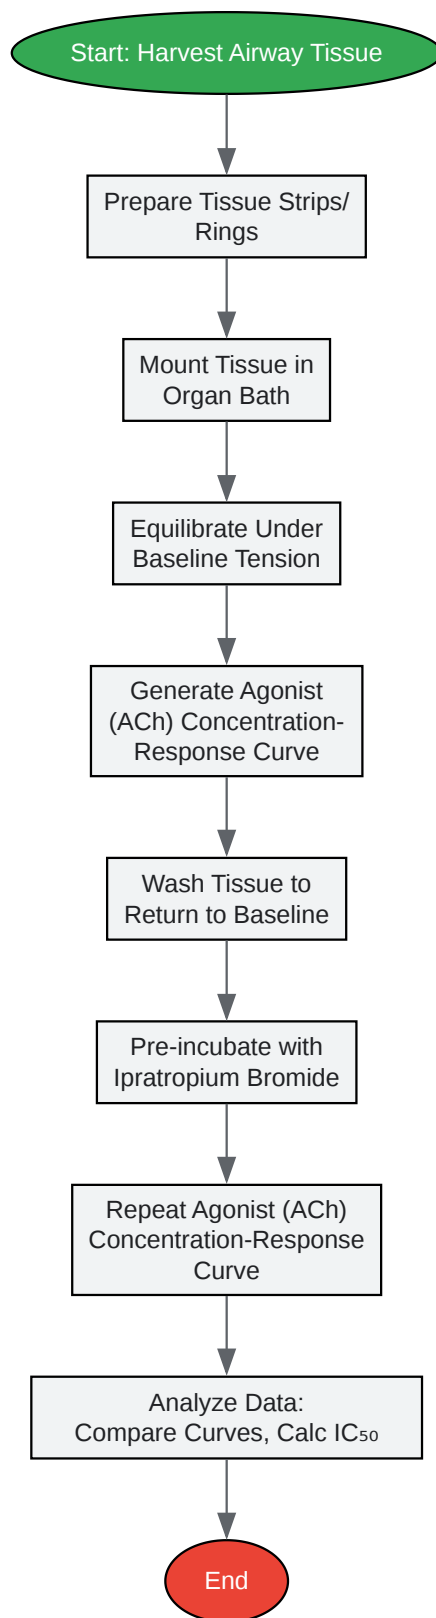 Start: Harvest Airway Tissue
Prepare Tissue Strips/
Rings
Mount Tissue in
Organ Bath
Equilibrate Under
Baseline Tension
Generate Agonist
(ACh) Concentration-
Response Curve
Wash Tissue to
Return to Baseline
Pre-incubate with
Ipratropium Bromide
Repeat Agonist (ACh)
Concentration-Response
Curve
Analyze Data:
Compare Curves, Calc IC₅₀
End